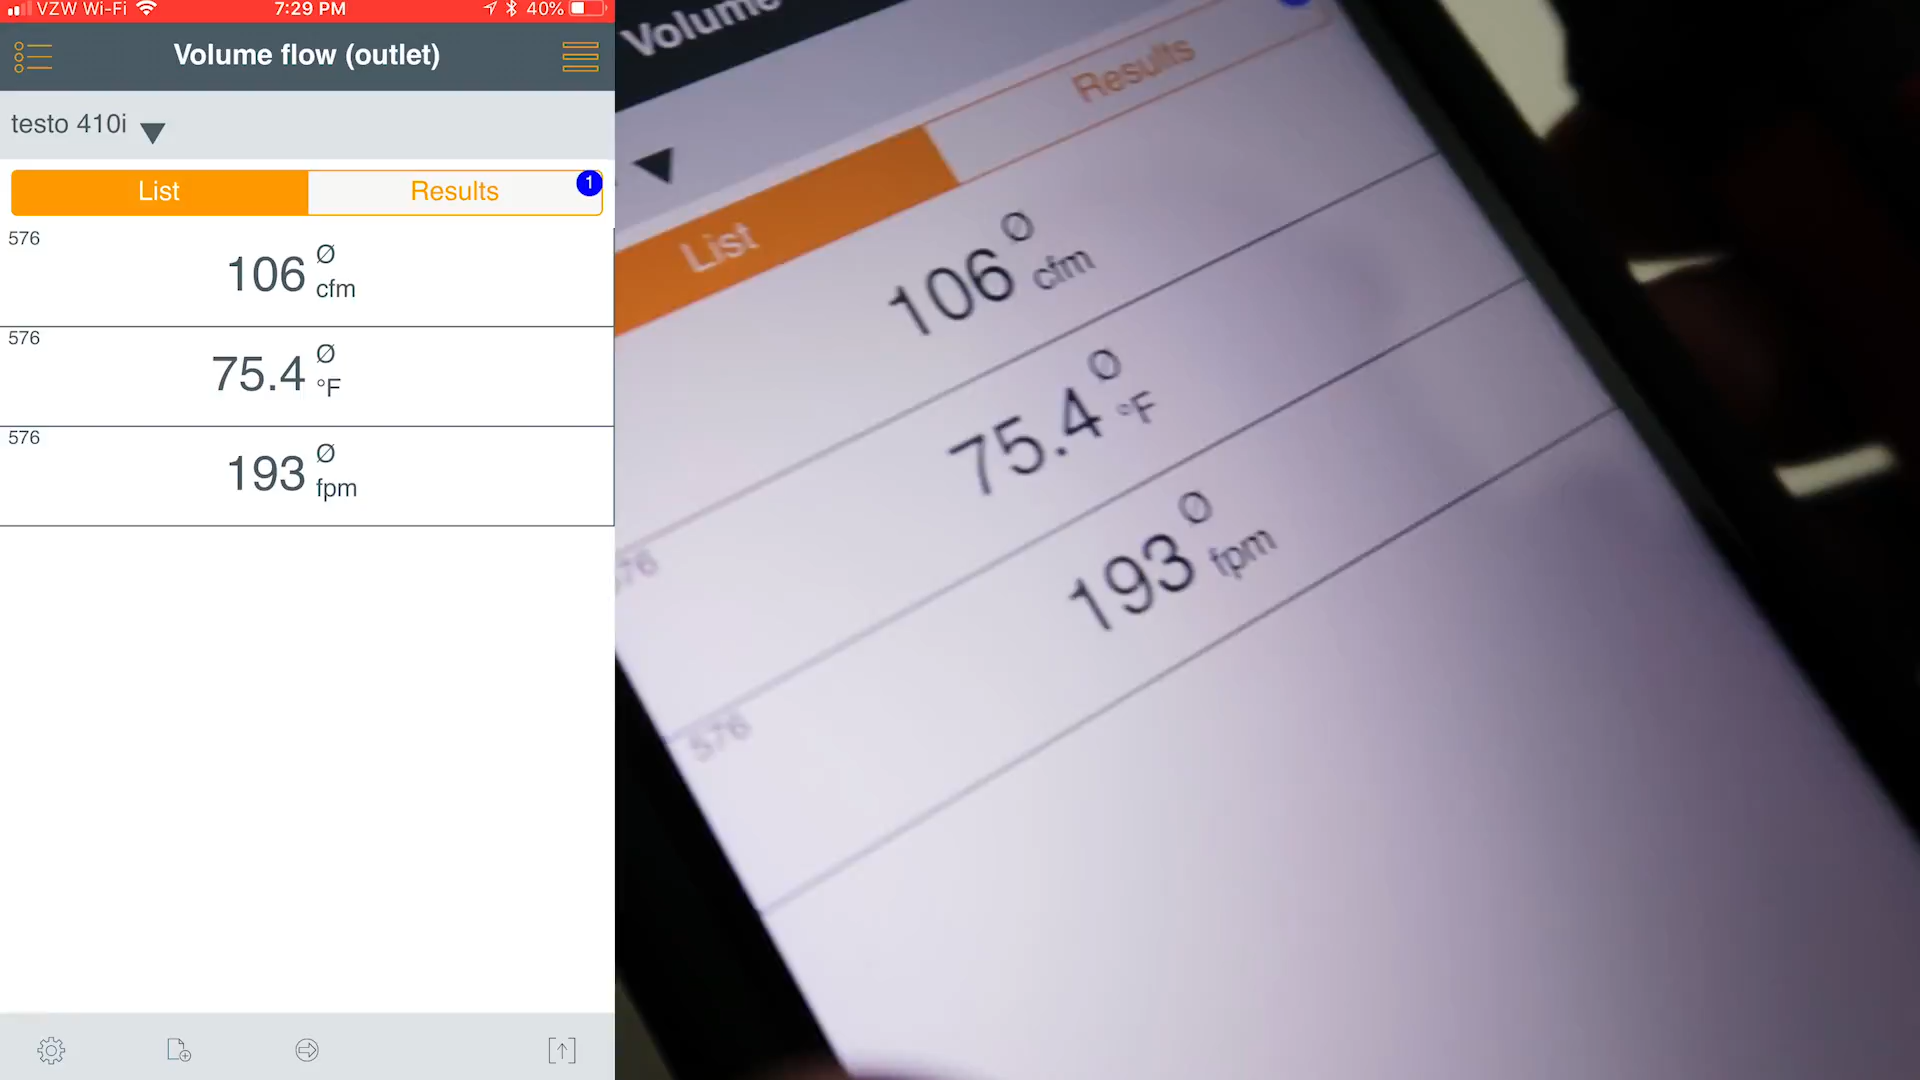 VZW Wi-Fi 7:29 PM 40%
Volume flow (outlet)
testo 410i
List Results 1
576
106 Ø cfm
576
75.4 Ø °F
576
193 Ø fpm
Volume
Results
List
106 Ø cfm
75.4 Ø °F
576
193 Ø fpm
576